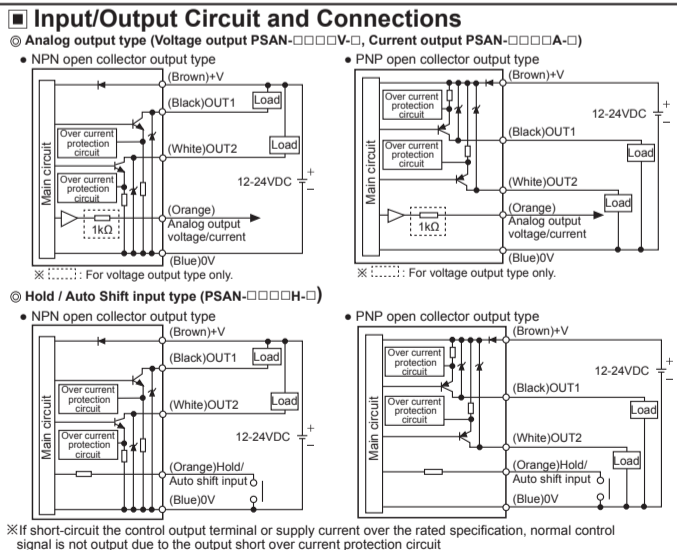 ■ Input/Output Circuit and Connections
◎ Analog output type (Voltage output PSAN-□□□□V-□, Current output PSAN-□□□□A-□)
● NPN open collector output type
(Brown)+V
(Black)OUT1
Load
Over current
protection
circuit
(White)OUT2
Load
Main circuit
Over current
protection
circuit
12-24VDC
+
−
(Orange)
Analog output
voltage/current
1kΩ
(Blue)0V
※ : For voltage output type only.
● PNP open collector output type
(Brown)+V
Over current
protection
circuit
12-24VDC
+
−
(Black)OUT1
Over current
protection
circuit
Load
Main circuit
(White)OUT2
Load
(Orange)
Analog output
voltage/current
1kΩ
(Blue)0V
※ : For voltage output type only.
◎ Hold / Auto Shift input type (PSAN-□□□□H-□)
● NPN open collector output type
(Brown)+V
(Black)OUT1
Load
Over current
protection
circuit
(White)OUT2
Load
Main circuit
Over current
protection
circuit
12-24VDC
+
−
(Orange)Hold/
Auto shift input
(Blue)0V
● PNP open collector output type
(Brown)+V
Over current
protection
circuit
12-24VDC
+
−
(Black)OUT1
Over current
protection
circuit
Load
Main circuit
(White)OUT2
Load
(Orange)Hold/
Auto shift input
(Blue)0V
※If short-circuit the control output terminal or supply current over the rated specification, normal control
signal is not output due to the output short over current protection circuit